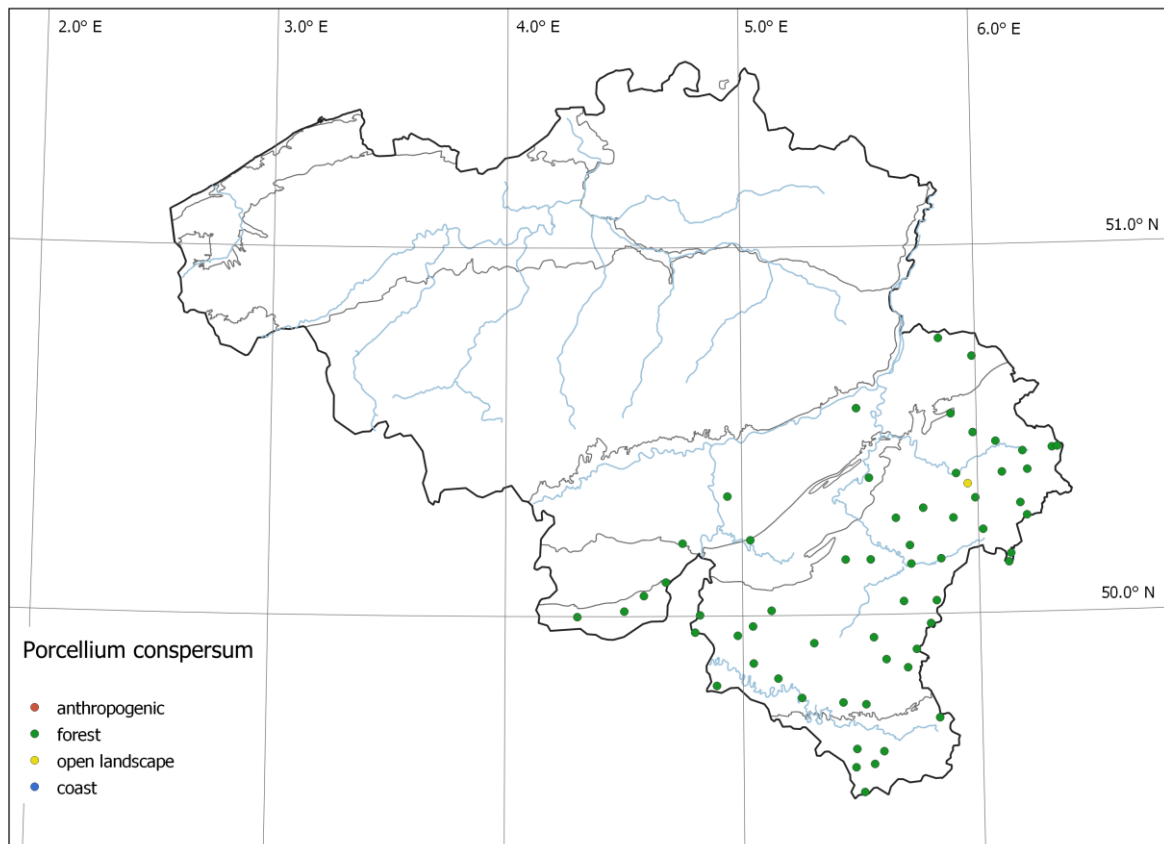 2.0° E
3.0° E
4.0° E
5.0° E
6.0° E
51.0° N
50.0° N
Porcellium conspersum
anthropogenic
forest
open landscape
coast